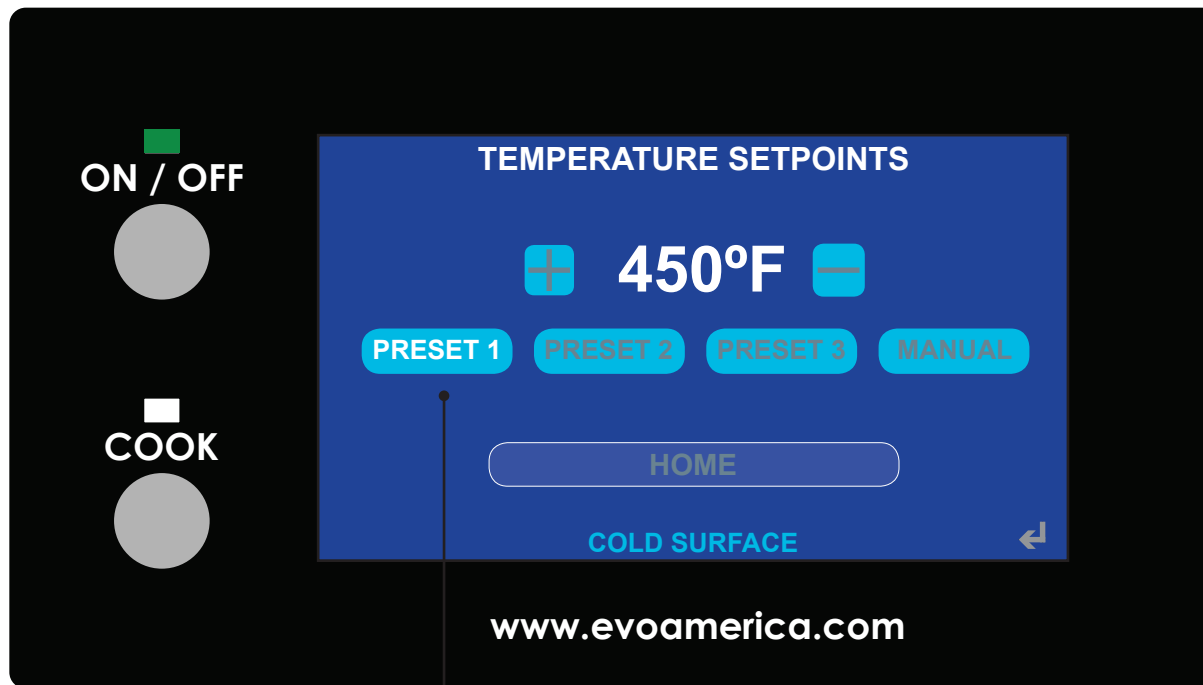 ON / OFF
TEMPERATURE SETPOINTS
450ºF
PRESET 1 PRESET 2 PRESET 3 MANUAL
COOK
HOME
COLD SURFACE
www.evoamerica.com